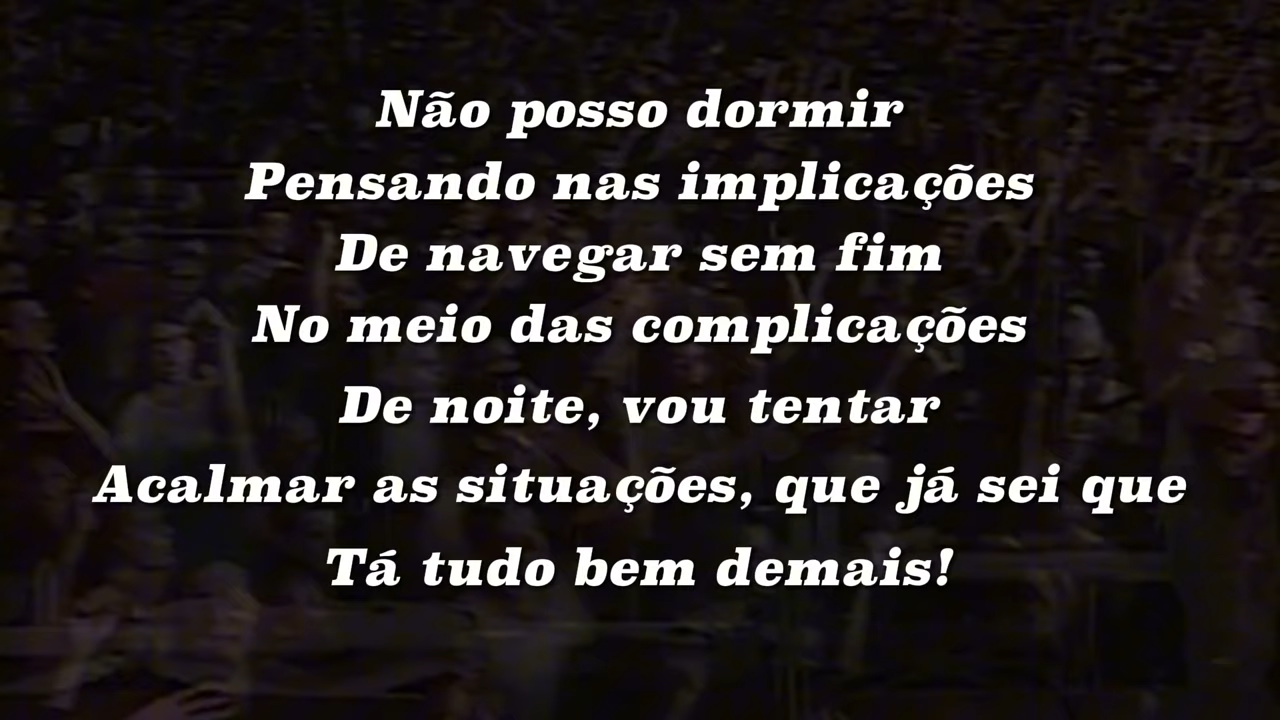 Não posso dormir
Pensando nas implicações
De navegar sem fim
No meio das complicações
De noite, vou tentar
Acalmar as situações, que já sei que
Tá tudo bem demais!